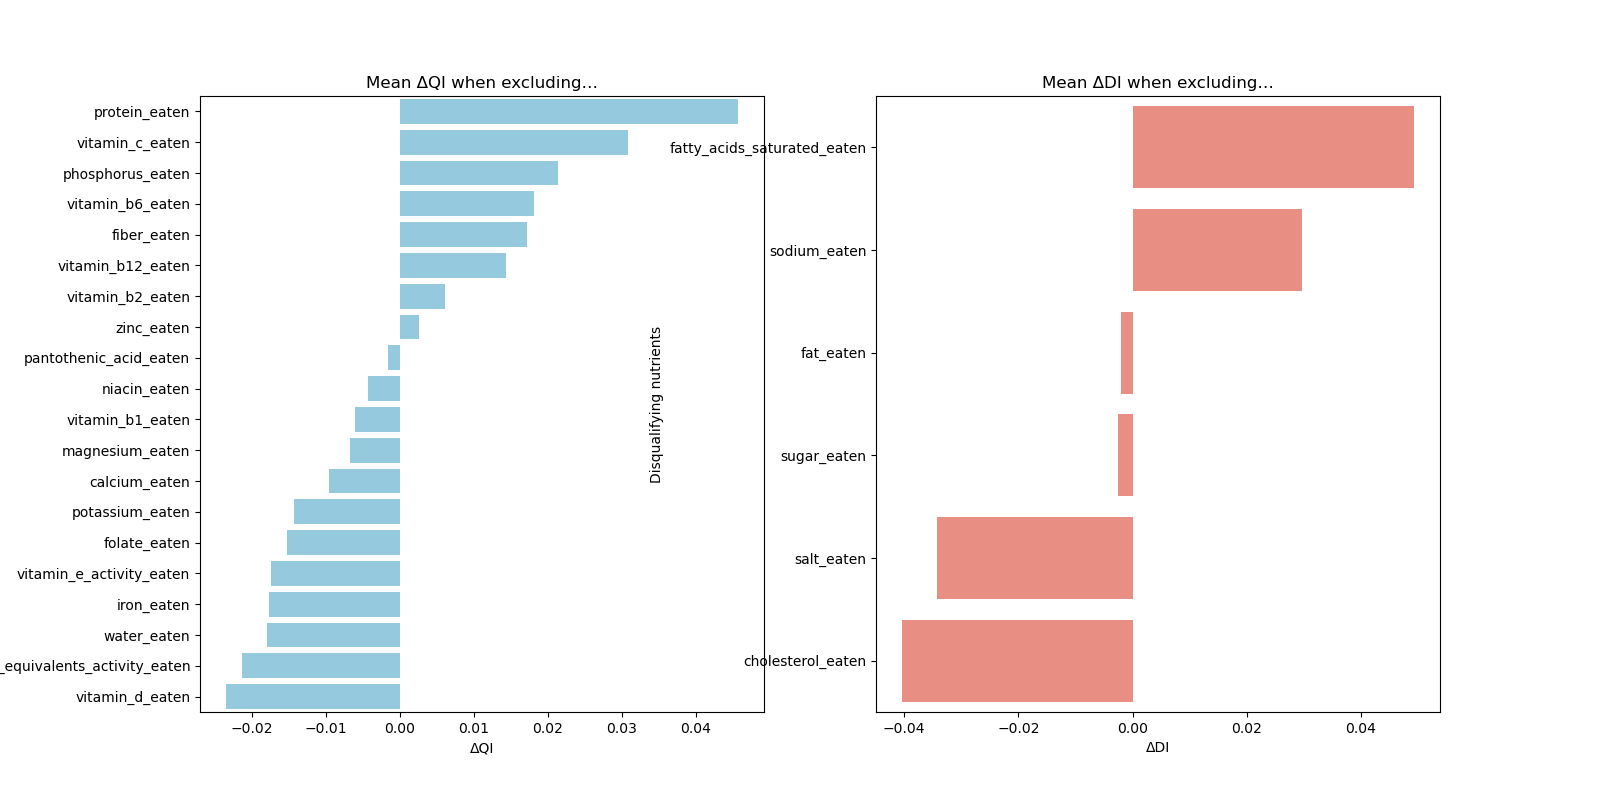 Mean ΔQI when excluding…
protein_eaten
vitamin_c_eaten
phosphorus_eaten
vitamin_b6_eaten
fiber_eaten
vitamin_b12_eaten
vitamin_b2_eaten
zinc_eaten
pantothenic_acid_eaten
niacin_eaten
vitamin_b1_eaten
magnesium_eaten
calcium_eaten
potassium_eaten
folate_eaten
vitamin_e_activity_eaten
iron_eaten
water_eaten
_equivalents_activity_eaten
vitamin_d_eaten
−0.02 −0.01 0.00 0.01 0.02 0.03 0.04
ΔQI
Disqualifying nutrients
Mean ΔDI when excluding…
fatty_acids_saturated_eaten
sodium_eaten
fat_eaten
sugar_eaten
salt_eaten
cholesterol_eaten
−0.04 −0.02 0.00 0.02 0.04
ΔDI